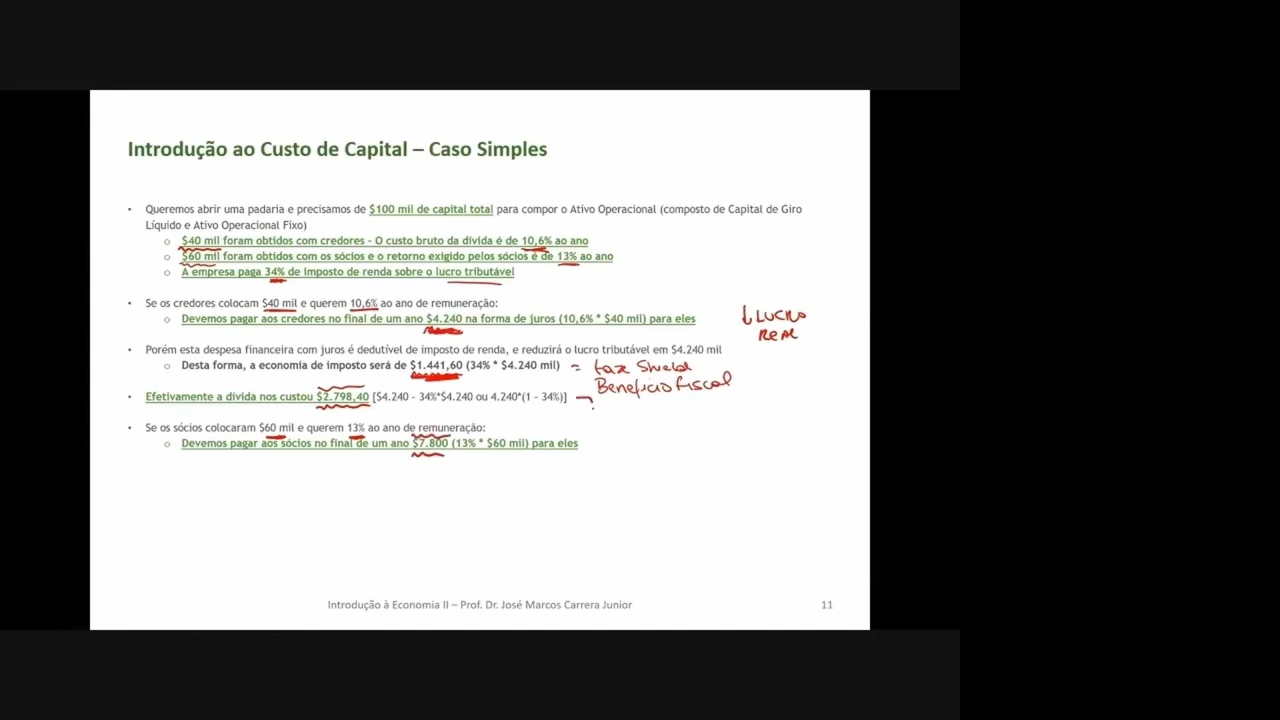 Introdução ao Custo de Capital – Caso Simples
• Queremos abrir uma padaria e precisamos de $100 mil de capital total para compor o Ativo Operacional (composto de Capital de Giro
Líquido e Ativo Operacional Fixo)
o $40 mil foram obtidos com credores - O custo bruto da dívida é de 10,6% ao ano
o $60 mil foram obtidos com os sócios e o retorno exigido pelos sócios é de 13% ao ano
o A empresa paga 34% de imposto de renda sobre o lucro tributável
• Se os credores colocam $40 mil e querem 10,6% ao ano de remuneração:
o Devemos pagar aos credores no final de um ano $4.240 na forma de juros (10,6% * $40 mil) para eles
↓ LUCRO
REAL
• Porém esta despesa financeira com juros é dedutível de imposto de renda, e reduzirá o lucro tributável em $4.240 mil
o Desta forma, a economia de imposto será de $1.441,60 (34% * $4.240 mil) = tax Shield
Benefício Fiscal
• Efetivamente a dívida nos custou $2.798,40 [$4.240 - 34%*$4.240 ou 4.240*(1 - 34%)]
• Se os sócios colocaram $60 mil e querem 13% ao ano de remuneração:
o Devemos pagar aos sócios no final de um ano $7.800 (13% * $60 mil) para eles
Introdução à Economia II – Prof. Dr. José Marcos Carrera Junior
11